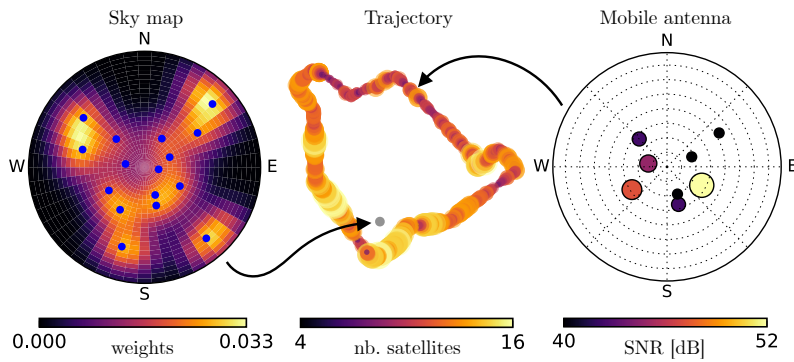 Sky map
Trajectory
Mobile antenna
N
W
E
S
N
W
E
S
0.000
weights
0.033
4
nb. satellites
16
40
SNR [dB]
52